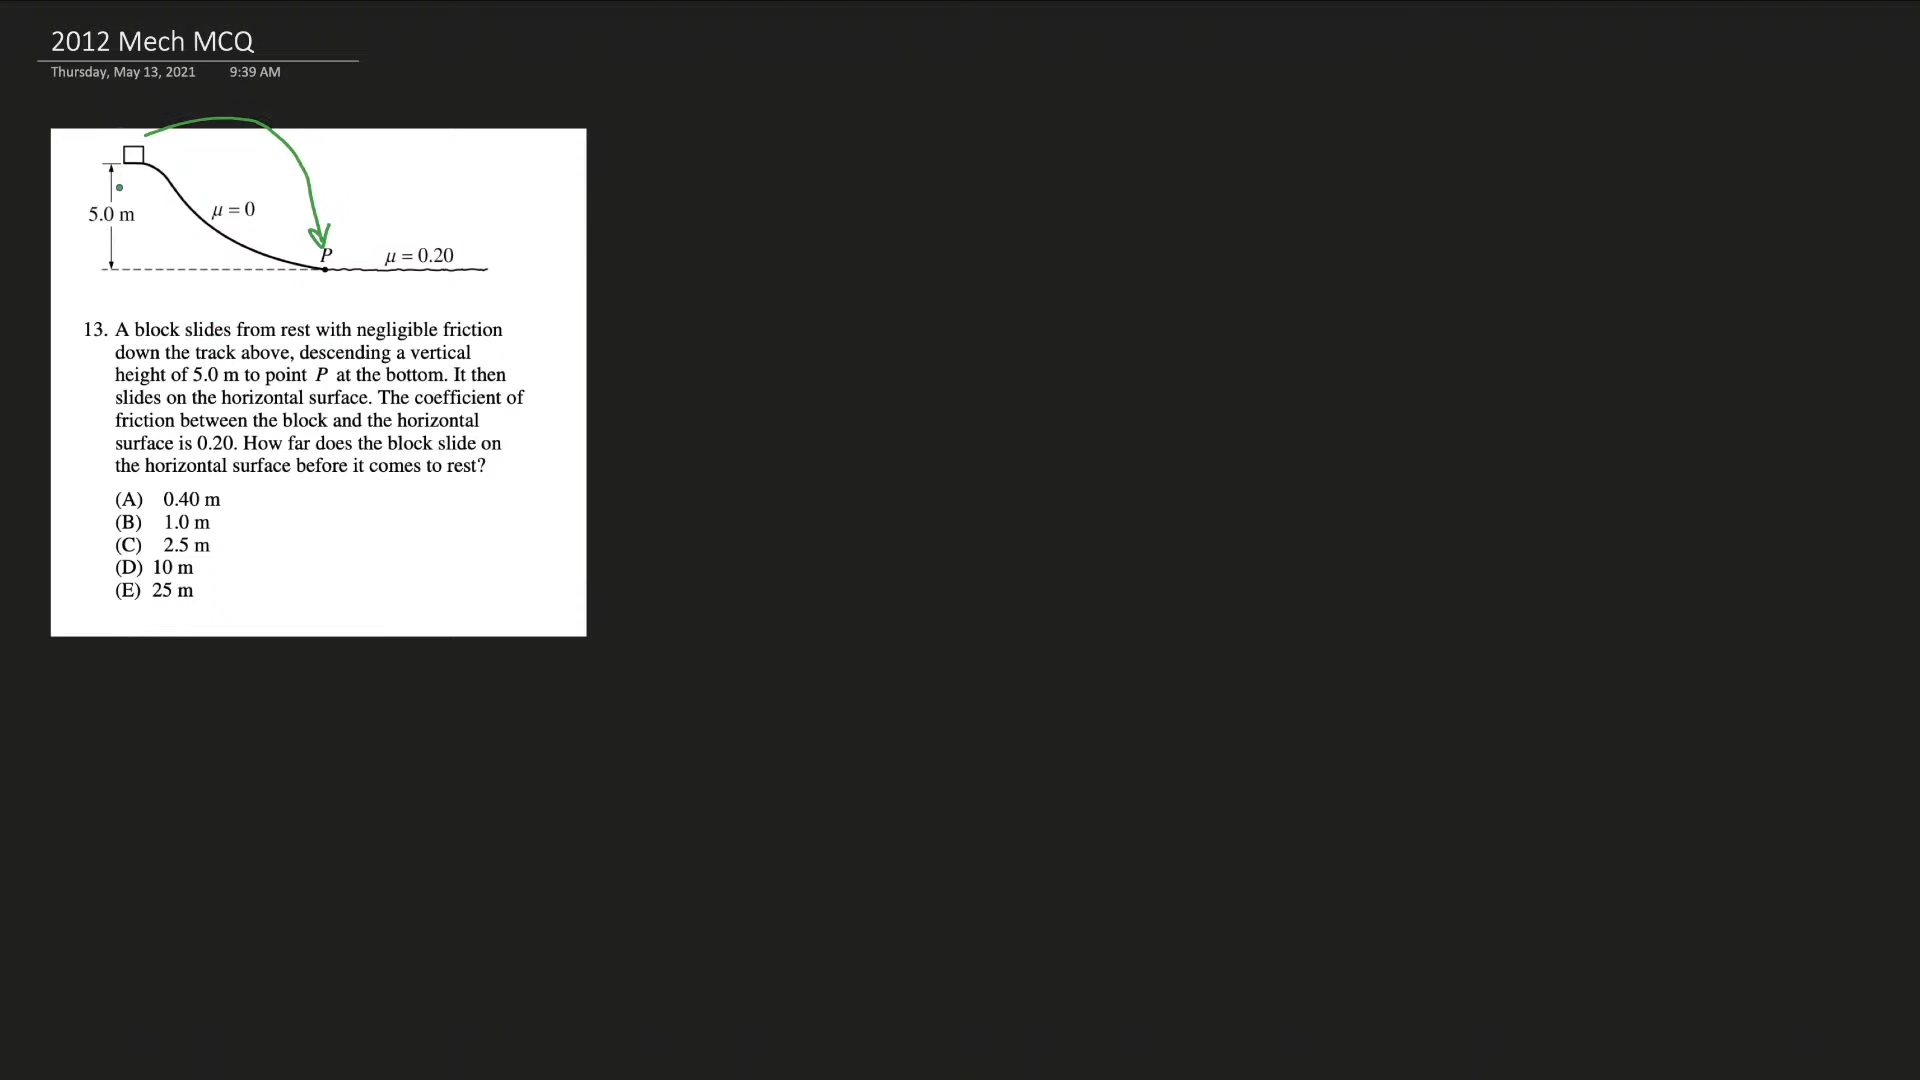 2012 Mech MCQ
Thursday, May 13, 2021 9:39 AM
5.0 m
μ = 0
P
μ = 0.20
13. A block slides from rest with negligible friction
down the track above, descending a vertical
height of 5.0 m to point P at the bottom. It then
slides on the horizontal surface. The coefficient of
friction between the block and the horizontal
surface is 0.20. How far does the block slide on
the horizontal surface before it comes to rest?
(A) 0.40 m
(B) 1.0 m
(C) 2.5 m
(D) 10 m
(E) 25 m